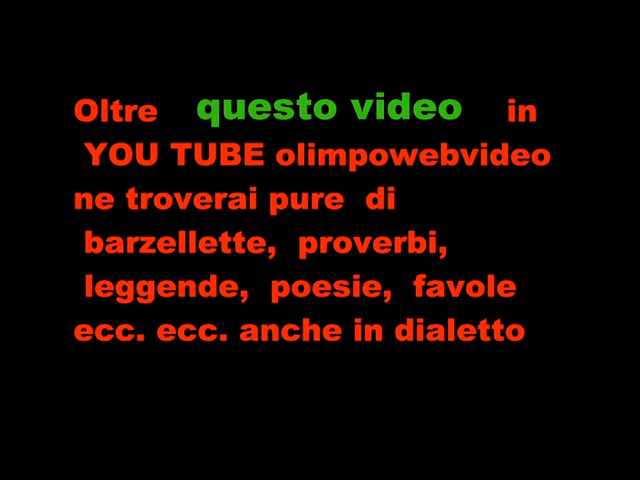 Oltre questo video in
YOU TUBE olimpowebvideo
ne troverai pure di
barzellette, proverbi,
leggende, poesie, favole
ecc. ecc. anche in dialetto